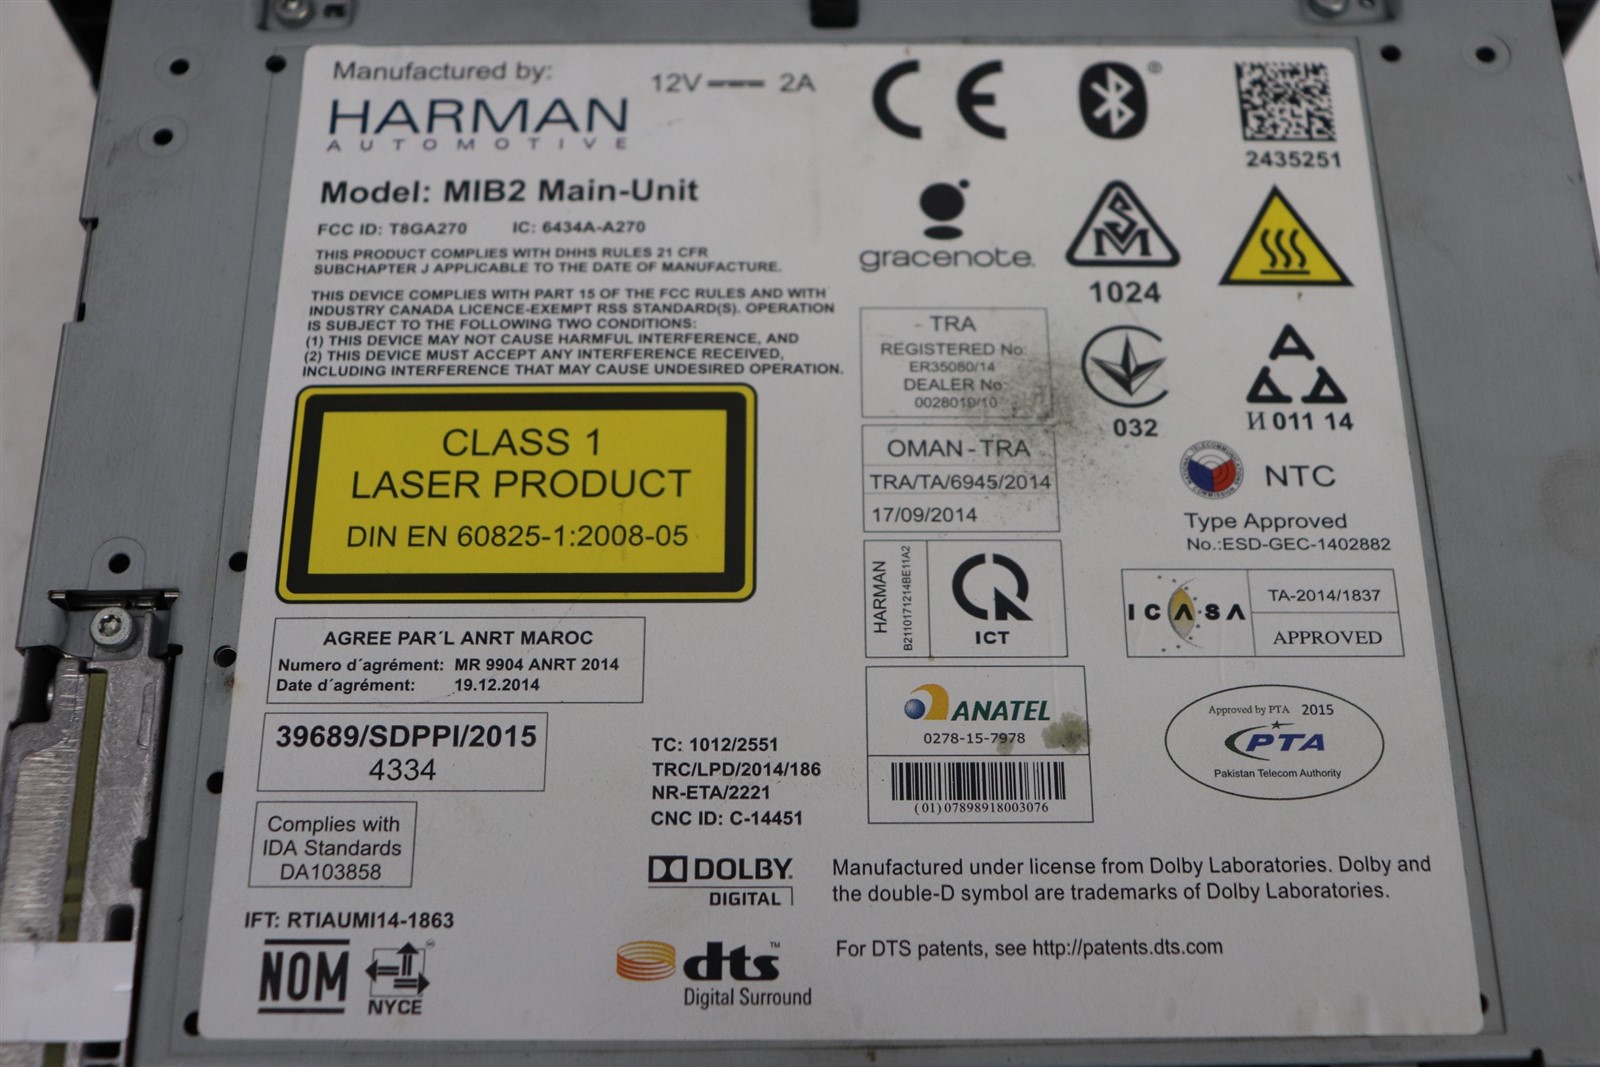 Manufactured by:
HARMAN
AUTOMOTIVE
12V 2A
Model: MIB2 Main-Unit
FCC ID: T8GA270 IC: 6434A-A270
THIS PRODUCT COMPLIES WITH DHHS RULES 21 CFR
SUBCHAPTER J APPLICABLE TO THE DATE OF MANUFACTURE.
THIS DEVICE COMPLIES WITH PART 15 OF THE FCC RULES AND WITH
INDUSTRY CANADA LICENCE-EXEMPT RSS STANDARD(S). OPERATION
IS SUBJECT TO THE FOLLOWING TWO CONDITIONS:
(1) THIS DEVICE MAY NOT CAUSE HARMFUL INTERFERENCE, AND
(2) THIS DEVICE MUST ACCEPT ANY INTERFERENCE RECEIVED,
INCLUDING INTERFERENCE THAT MAY CAUSE UNDESIRED OPERATION.
CLASS 1
LASER PRODUCT
DIN EN 60825-1:2008-05
AGREE PAR´L ANRT MAROC
Numero d´agrément: MR 9904 ANRT 2014
Date d´agrément: 19.12.2014
39689/SDPPI/2015
4334
Complies with
IDA Standards
DA103858
IFT: RTIAUMI14-1863
NOM
NYCE
TC: 1012/2551
TRC/LPD/2014/186
NR-ETA/2221
CNC ID: C-14451
DOLBY.
DIGITAL
dts™
Digital Surround
CE
®
2435251
gracenote.
SM
1024
TRA
REGISTERED No:
ER35080/14
DEALER No:
0028019/10
032
И 011 14
OMAN-TRA
TRA/TA/6945/2014
17/09/2014
NTC
Type Approved
No.:ESD-GEC-1402882
HARMAN
B2110171214BE11A2
ICT
ICASA
TA-2014/1837
APPROVED
ANATEL
0278-15-7978
(01)07898918003076
Approved by PTA 2015
PTA
Pakistan Telecom Authority
Manufactured under license from Dolby Laboratories. Dolby and
the double-D symbol are trademarks of Dolby Laboratories.
For DTS patents, see http://patents.dts.com